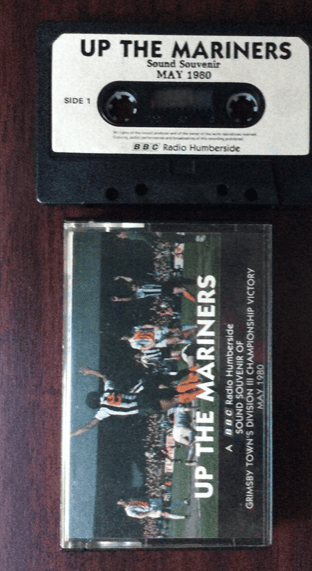 UP THE MARINERS
Sound Souvenir
MAY 1980
SIDE 1
BBC Radio Humberside
UP THE MARINERS
A BBC Radio Humberside
SOUND SOUVENIR OF
GRIMSBY TOWN'S DIVISION III CHAMPIONSHIP VICTORY
MAY 1980